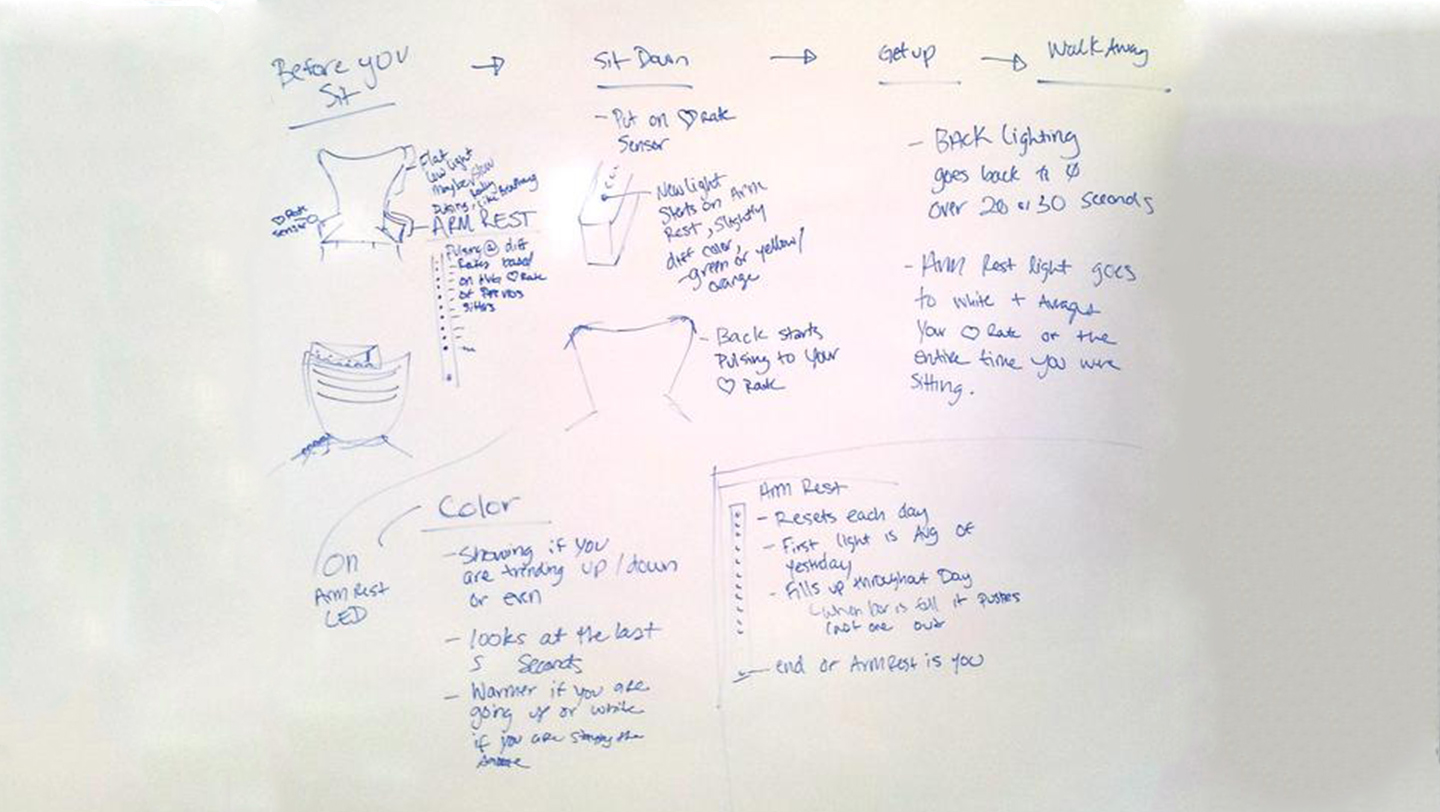 Before you
Sit
→
Sit Down
→
Get up
→
Walk Away
Flat
low light
Maybe slow
Pulsing, like Breathing
♡ Rate
sensor
ARM REST
Pulsing @ diff
Rates based
on the ♡ Rate
of Previos
Sitters
- Put on ♡ Rate
Sensor
New light
Starts on Arm
Rest, Slightly
diff color,
- green or yellow/
orange
- Back starts
Pulsing to your
♡ Rate
- BACK lighting
goes back to
over 20 or 30 seconds
- Arm Rest light goes
to white +
your ♡ Rate or the
entire time you were
Sitting.
On
Arm Rest
LED
Color
- Showing if you
are trending up/down
or even
- looks at the last
5 Seconds
- Warmer if you are
going up or white
if you are the
Arm Rest
- Resets each day
- First light is Avg of
yestday
- Fills up throughout Day
when bar is full it pushes
last one over
end of Arm Rest is you